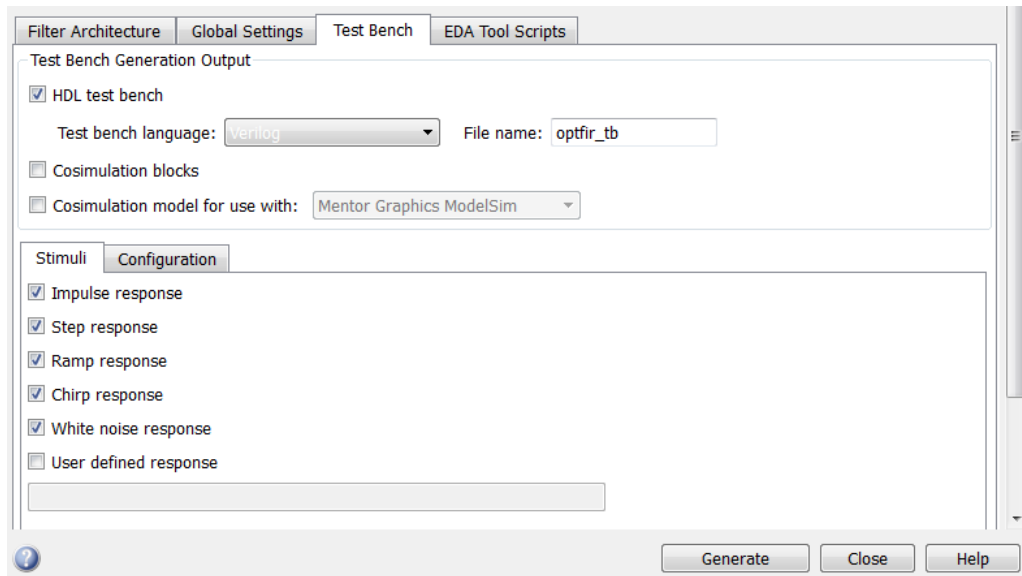 Filter Architecture Global Settings Test Bench EDA Tool Scripts
Test Bench Generation Output
HDL test bench
Test bench language: Verilog File name: optfir_tb
Cosimulation blocks
Cosimulation model for use with: Mentor Graphics ModelSim
Stimuli Configuration
Impulse response
Step response
Ramp response
Chirp response
White noise response
User defined response
? Generate Close Help